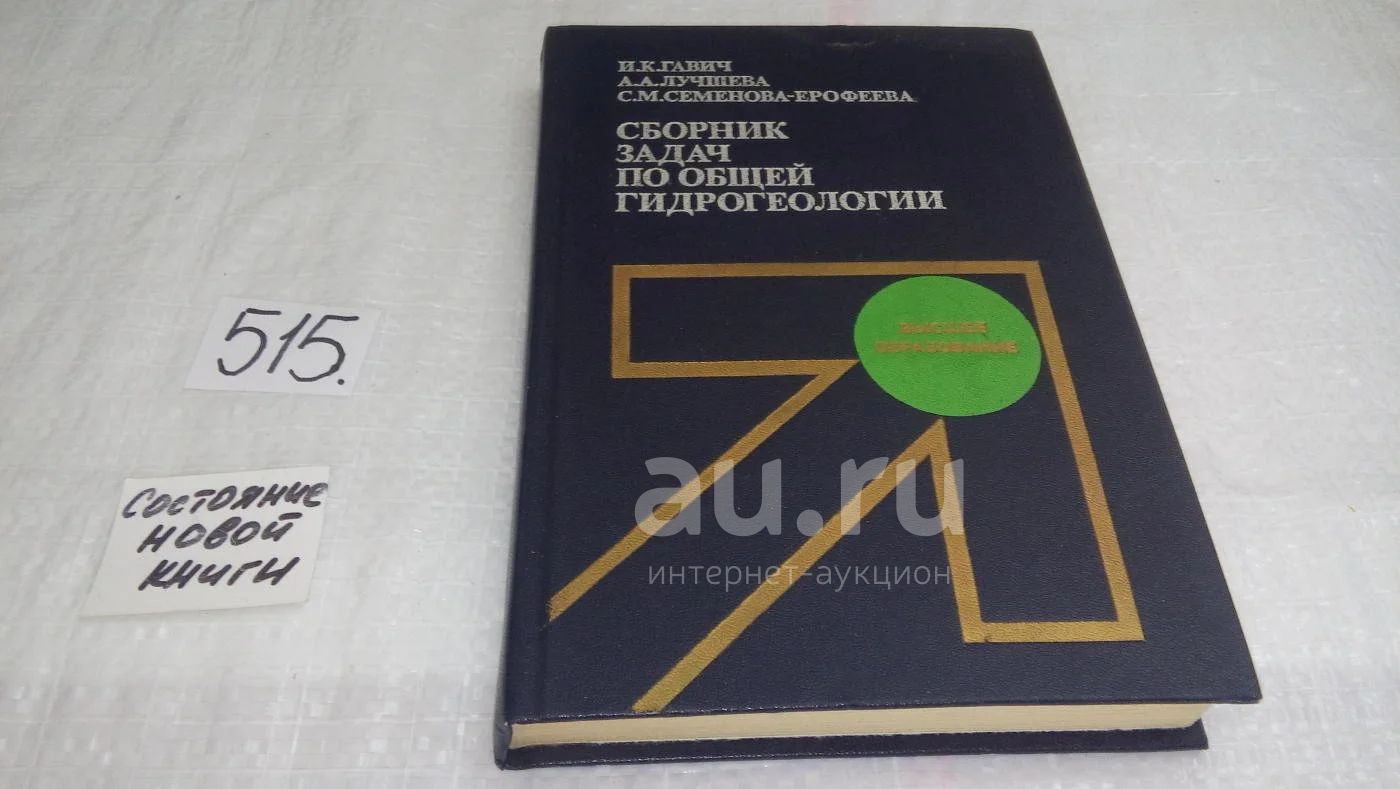 И.К.ГАВИЧ
А.А.ЛУЧШЕВА
С.М.СЕМЕНОВА-ЕРОФЕЕВА
СБОРНИК
ЗАДАЧ
ПО ОБЩЕЙ
ГИДРОГЕОЛОГИИ
ВЫСШЕЕ
ОБРАЗОВАНИЕ
515.
СОСТОЯНИЕ
НОВОЙ
КНИГИ
au.ru
интернет-аукцион